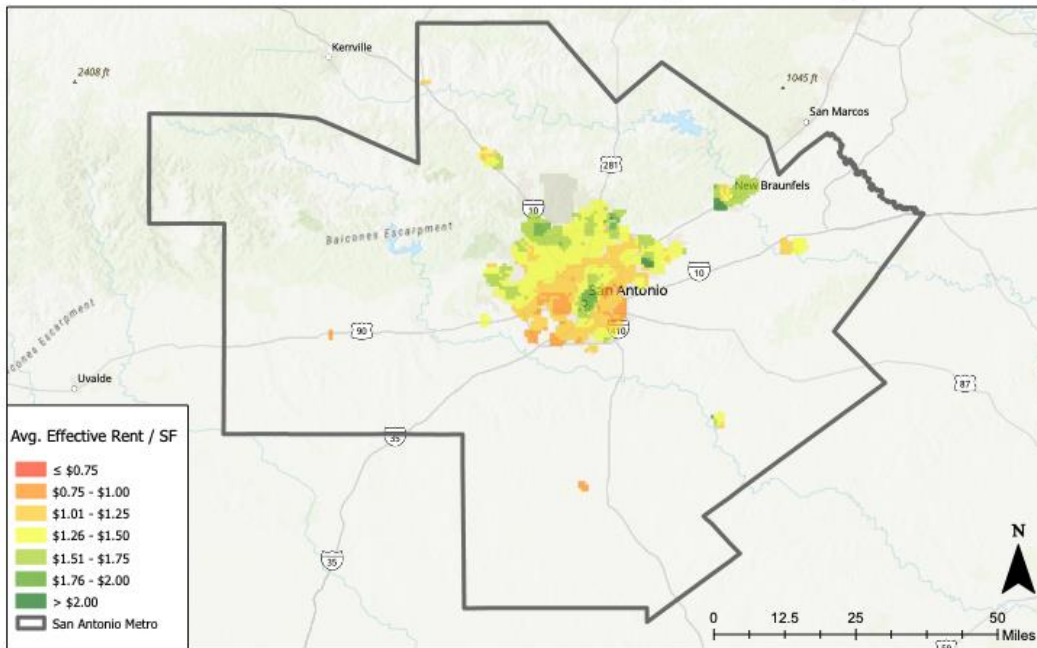 Kerrville
2408 ft
1045 ft
San Marcos
281
New Braunfels
10
Balcones Escarpment
10
San Antonio
410
90
Balcones Escarpment
Uvalde
87
35
35
Avg. Effective Rent / SF
≤ $0.75
$0.75 - $1.00
$1.01 - $1.25
$1.26 - $1.50
$1.51 - $1.75
$1.76 - $2.00
> $2.00
San Antonio Metro
N
0 12.5 25 50
Miles
59